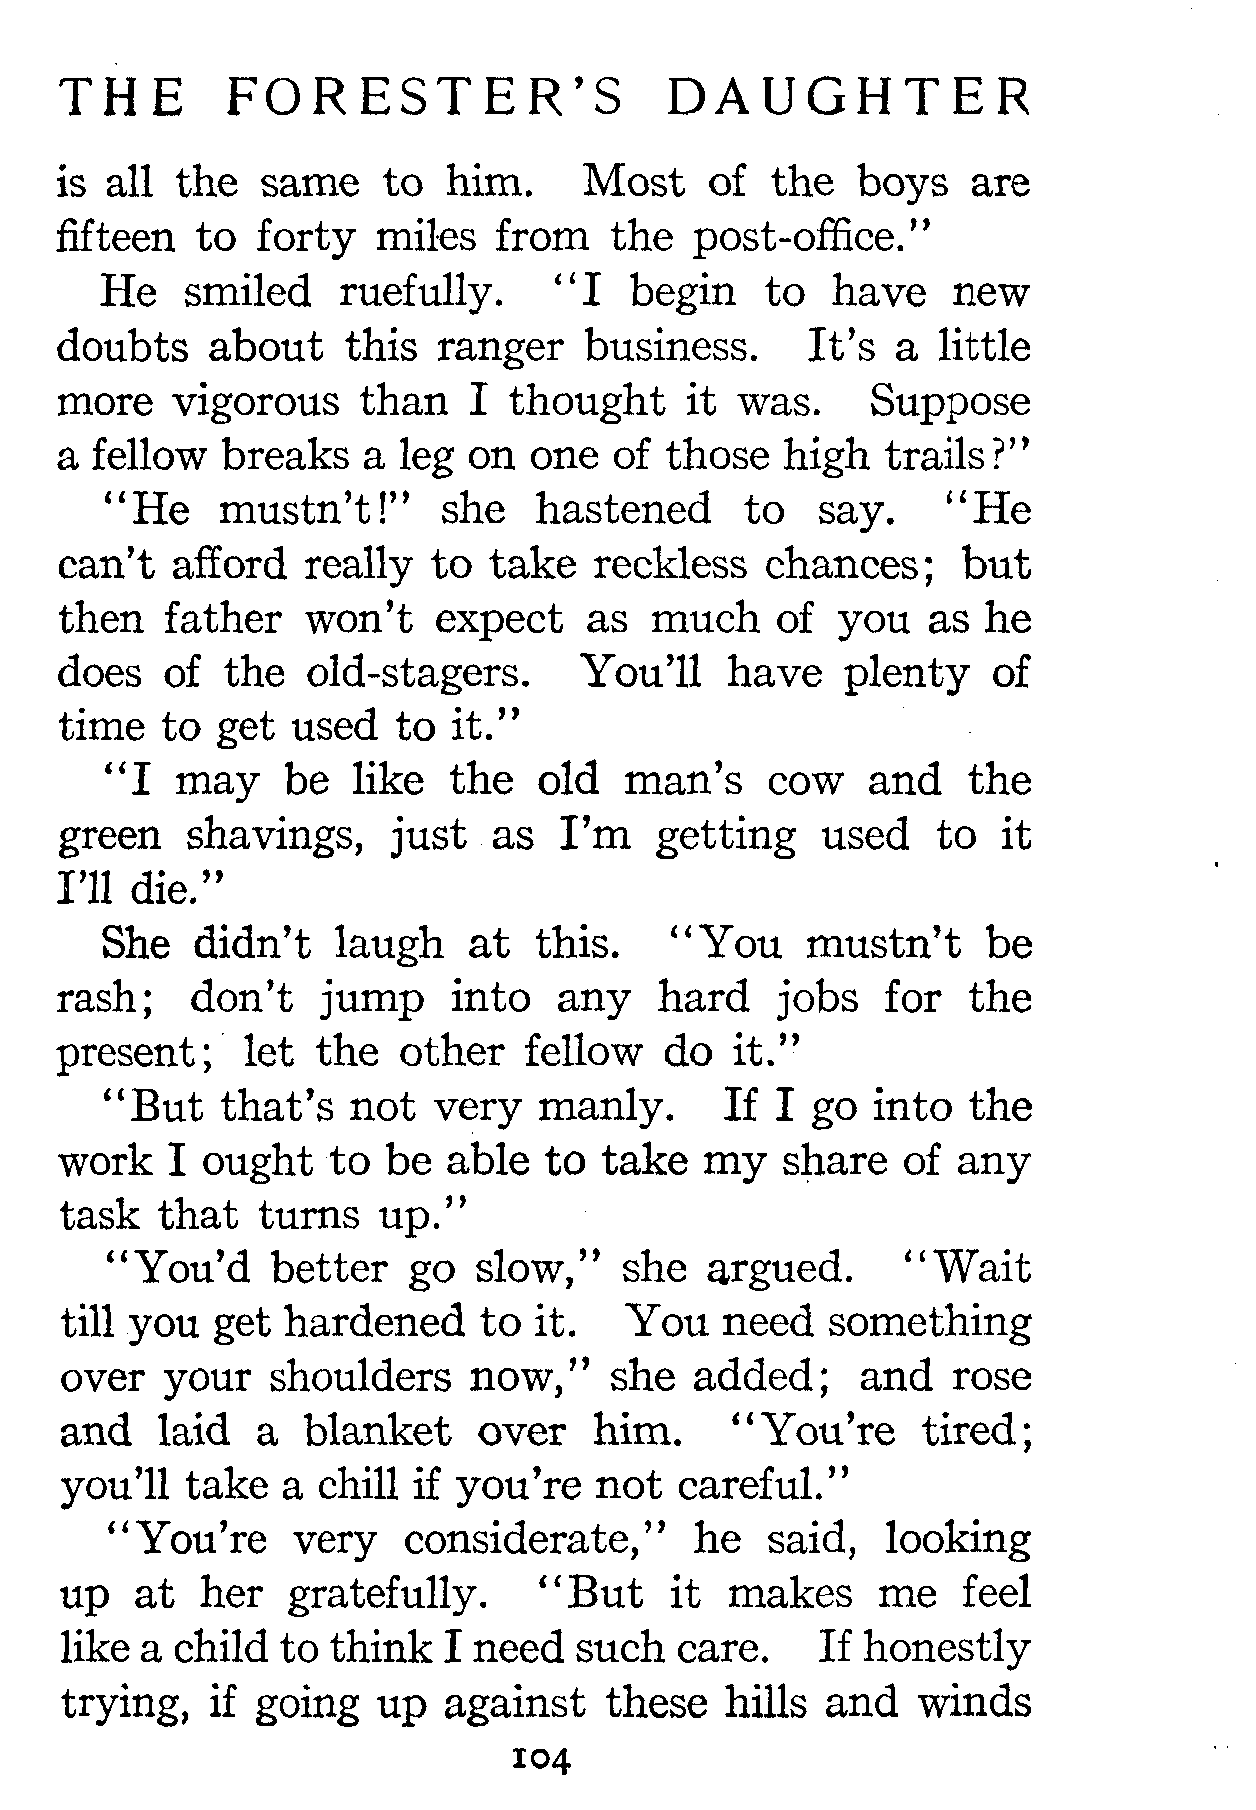 THE FORESTER'S DAUGHTER
is all the same to him. Most of the boys are
fifteen to forty miles from the post-office."
He smiled ruefully. "I begin to have new
doubts about this ranger business. It's a little
more vigorous than I thought it was. Suppose
a fellow breaks a leg on one of those high trails?"
"He mustn't!" she hastened to say. "He
can't afford really to take reckless chances; but
then father won't expect as much of you as he
does of the old-stagers. You'll have plenty of
time to get used to it."
"I may be like the old man's cow and the
green shavings, just as I'm getting used to it
I'll die."
She didn't laugh at this. "You mustn't be
rash; don't jump into any hard jobs for the
present; let the other fellow do it."
"But that's not very manly. If I go into the
work I ought to be able to take my share of any
task that turns up."
"You'd better go slow," she argued. "Wait
till you get hardened to it. You need something
over your shoulders now," she added; and rose
and laid a blanket over him. "You're tired;
you'll take a chill if you're not careful."
"You're very considerate," he said, looking
up at her gratefully. "But it makes me feel
like a child to think I need such care. If honestly
trying, if going up against these hills and winds
104